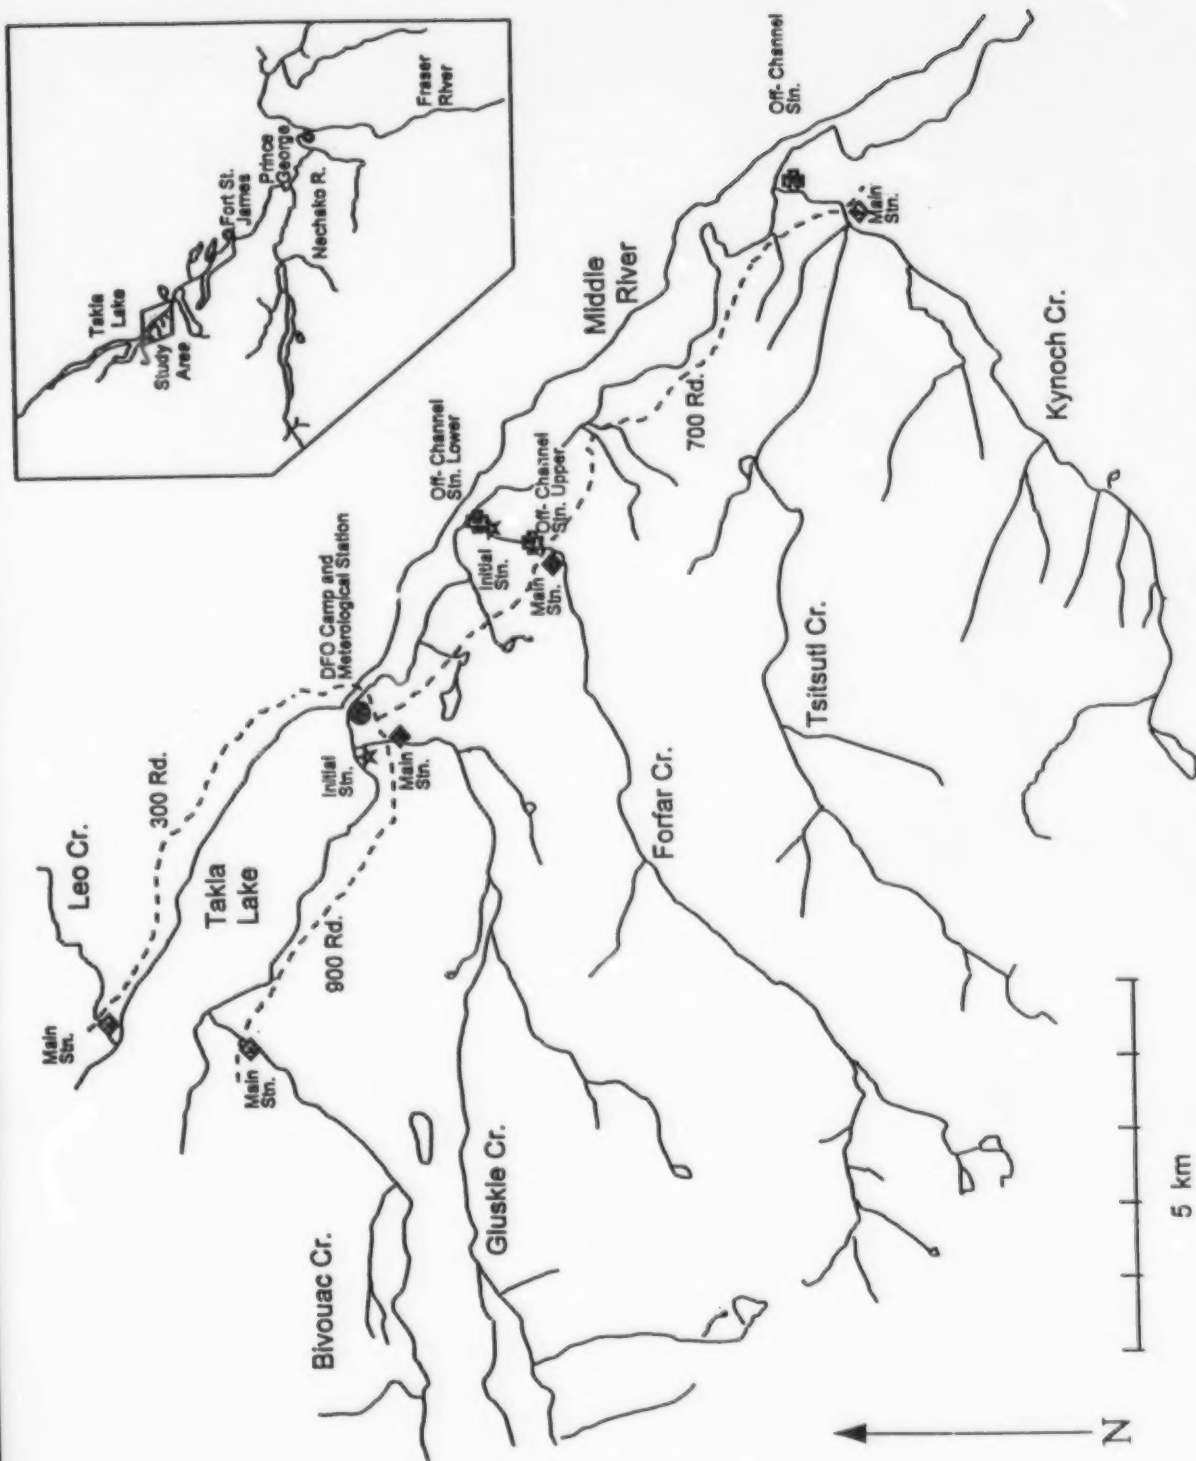 Takla
Lake
Study
Area
Fort St.
James
Prince
George
Nechako R.
Fraser
River
Leo Cr.
Main
Stn.
300 Rd.
Takla
Lake
DFO Camp and
Meterological Station
Initial
Stn.
Main
Stn.
900 Rd.
Main
Stn.
Bivouac Cr.
Gluskie Cr.
Off- Channel
Stn. Lower
Initial
Stn.
Off- Channel
Stn. Upper
Main
Stn.
Middle
River
700 Rd.
Off- Channel
Stn.
Main
Stn.
Forfar Cr.
Tsitsutl Cr.
Kynoch Cr.
N
5 km